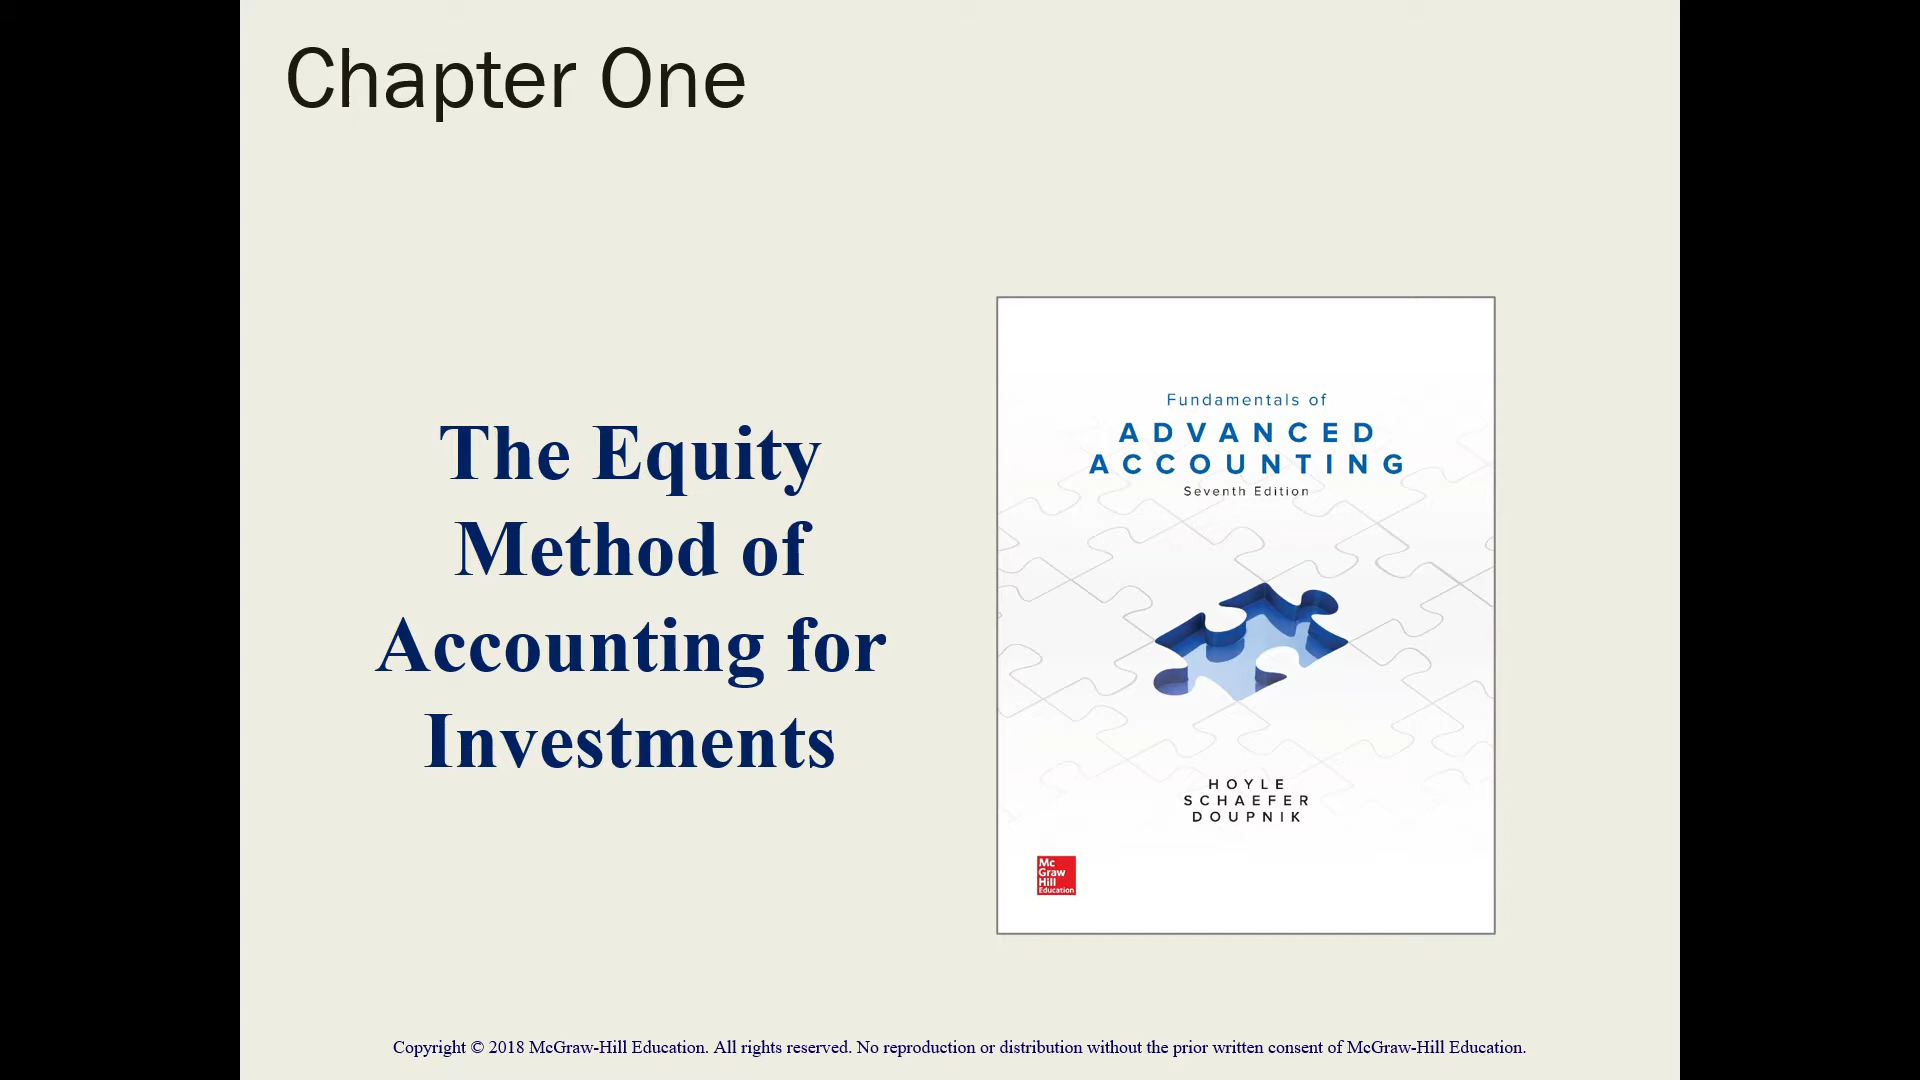 Chapter One
The Equity
Method of
Accounting for
Investments
Fundamentals of
ADVANCED
ACCOUNTING
Seventh Edition
HOYLE
SCHAEFER
DOUPNIK
Mc
Graw
Hill
Education
Copyright © 2018 McGraw-Hill Education. All rights reserved. No reproduction or distribution without the prior written consent of McGraw-Hill Education.